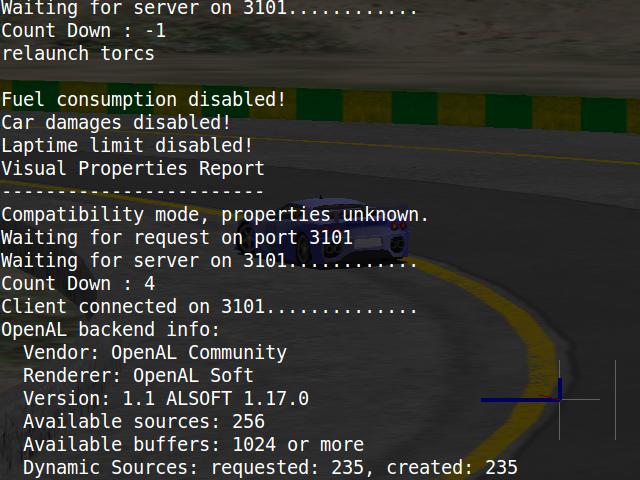 Waiting for server on 3101............
Count Down : -1
relaunch torcs
Fuel consumption disabled!
Car damages disabled!
Laptime limit disabled!
Visual Properties Report
------------------------
Compatibility mode, properties unknown.
Waiting for request on port 3101
Waiting for server on 3101............
Count Down : 4
Client connected on 3101..............
OpenAL backend info:
  Vendor: OpenAL Community
  Renderer: OpenAL Soft
  Version: 1.1 ALSOFT 1.17.0
  Available sources: 256
  Available buffers: 1024 or more
  Dynamic Sources: requested: 235, created: 235